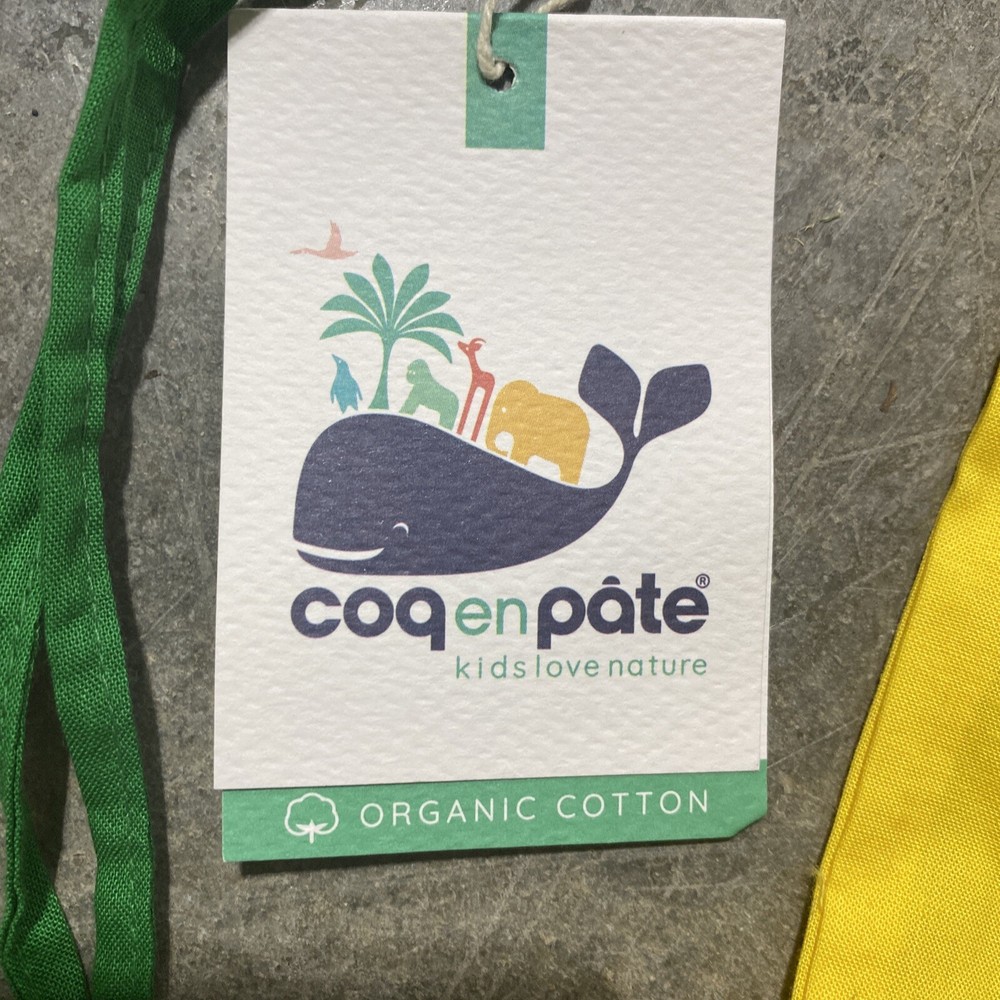 coq en pâte®
kids love nature
ORGANIC COTTON